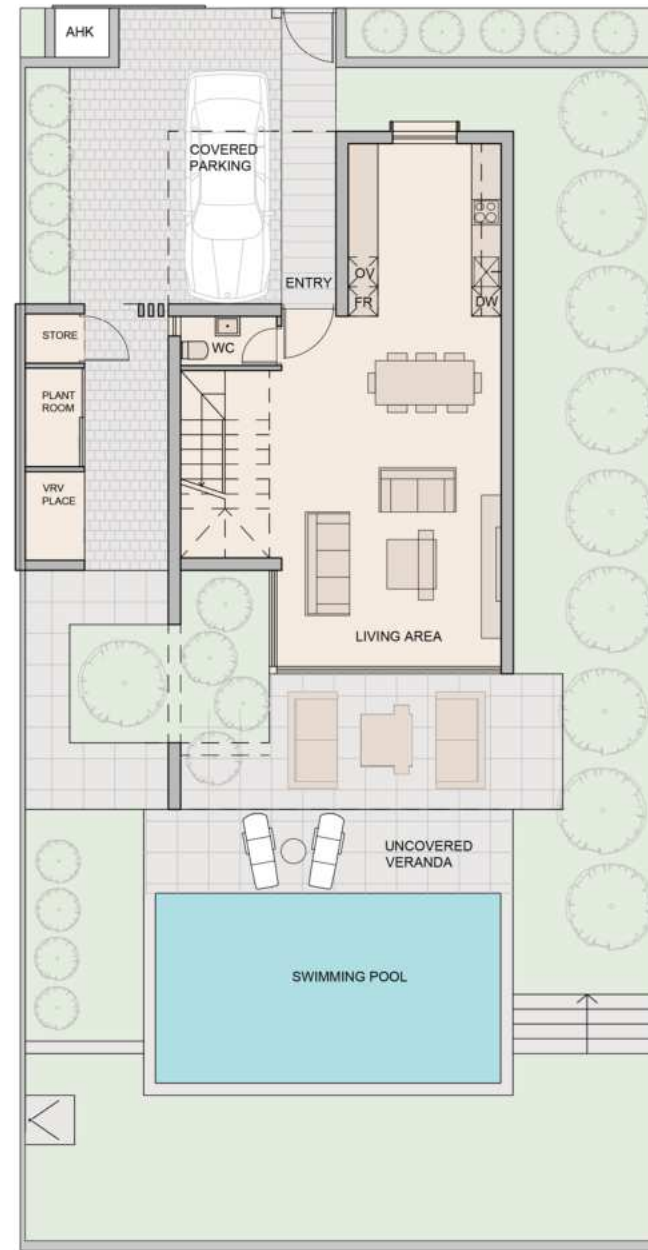 AHK
COVERED
PARKING
ENTRY
OV
FR
DW
STORE
WC
PLANT
ROOM
VRV
PLACE
LIVING AREA
UNCOVERED
VERANDA
SWIMMING POOL